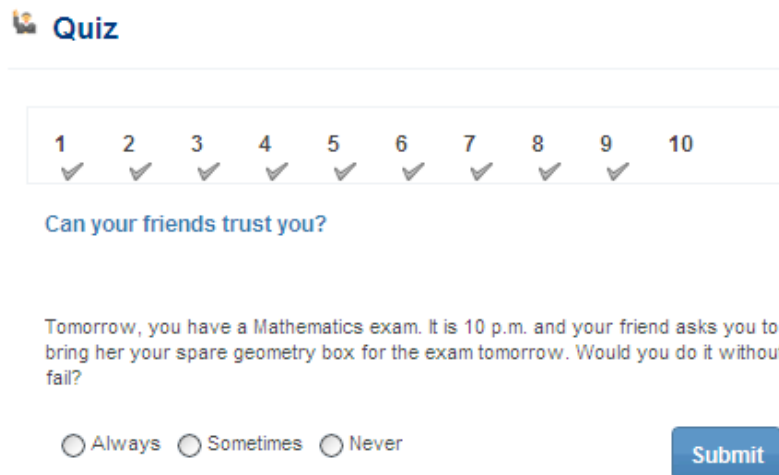 Quiz
1 2 3 4 5 6 7 8 9 10
Can your friends trust you?
Tomorrow, you have a Mathematics exam. It is 10 p.m. and your friend asks you to
bring her your spare geometry box for the exam tomorrow. Would you do it without
fail?
Always Sometimes Never
Submit